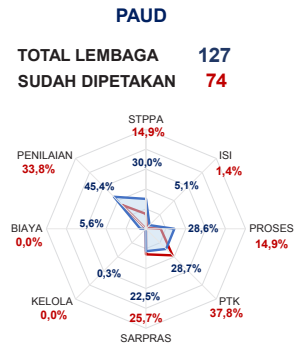 PAUD
TOTAL LEMBAGA 127
SUDAH DIPETAKAN 74
STPPA
14,9%
PENILAIAN
33,8%
ISI
1,4%
30,0%
45,4%
5,1%
BIAYA
0,0%
5,6%
28,6%
PROSES
14,9%
0,3%
28,7%
KELOLA
0,0%
22,5%
PTK
37,8%
25,7%
SARPRAS